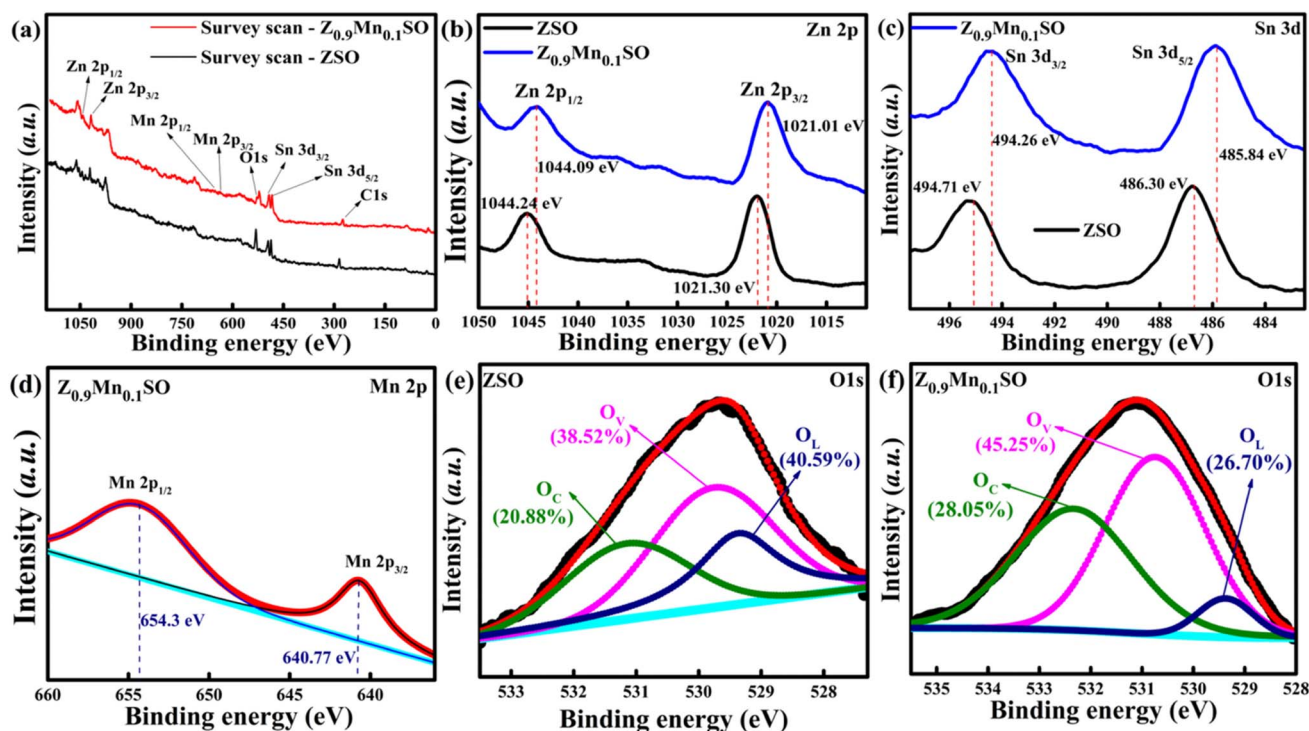 (a)
Survey scan - Z0.9Mn0.1SO
Survey scan - ZSO
Zn 2p1/2
Zn 2p3/2
Mn 2p1/2
Mn 2p3/2
O1s
Sn 3d3/2
Sn 3d5/2
C1s
Intensity (a.u.)
1150 900 750 600 450 300 150 0
Binding energy (eV)
(b)
ZSO
Z0.9Mn0.1SO
Zn 2p
Zn 2p1/2
Zn 2p3/2
1021.01 eV
1044.09 eV
1044.24 eV
1021.30 eV
Intensity (a.u.)
1050 1045 1040 1035 1030 1025 1020 1015
Binding energy (eV)
(c)
Z0.9Mn0.1SO
Sn 3d
Sn 3d3/2
Sn 3d5/2
494.26 eV
485.84 eV
494.71 eV
486.30 eV
ZSO
Intensity (a.u.)
496 494 492 490 488 486 484
Binding energy (eV)
(d)
Z0.9Mn0.1SO
Mn 2p
Mn 2p1/2
Mn 2p3/2
654.3 eV
640.77 eV
Intensity (a.u.)
660 655 650 645 640
Binding energy (eV)
(e)
ZSO
O1s
OV
(38.52%)
OL
(40.59%)
OC
(20.88%)
Intensity (a.u.)
533 532 531 530 529 528
Binding energy (eV)
(f)
Z0.9Mn0.1SO
O1s
OV
(45.25%)
OL
(26.70%)
OC
(28.05%)
Intensity (a.u.)
535 534 533 532 531 530 529 528
Binding energy (eV)